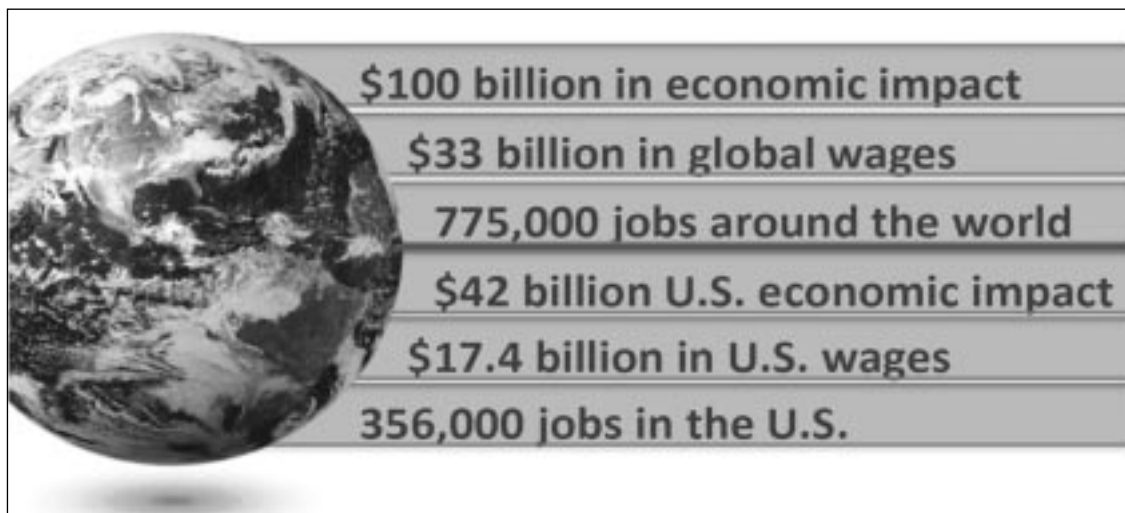 $100 billion in economic impact
$33 billion in global wages
775,000 jobs around the world
$42 billion U.S. economic impact
$17.4 billion in U.S. wages
356,000 jobs in the U.S.